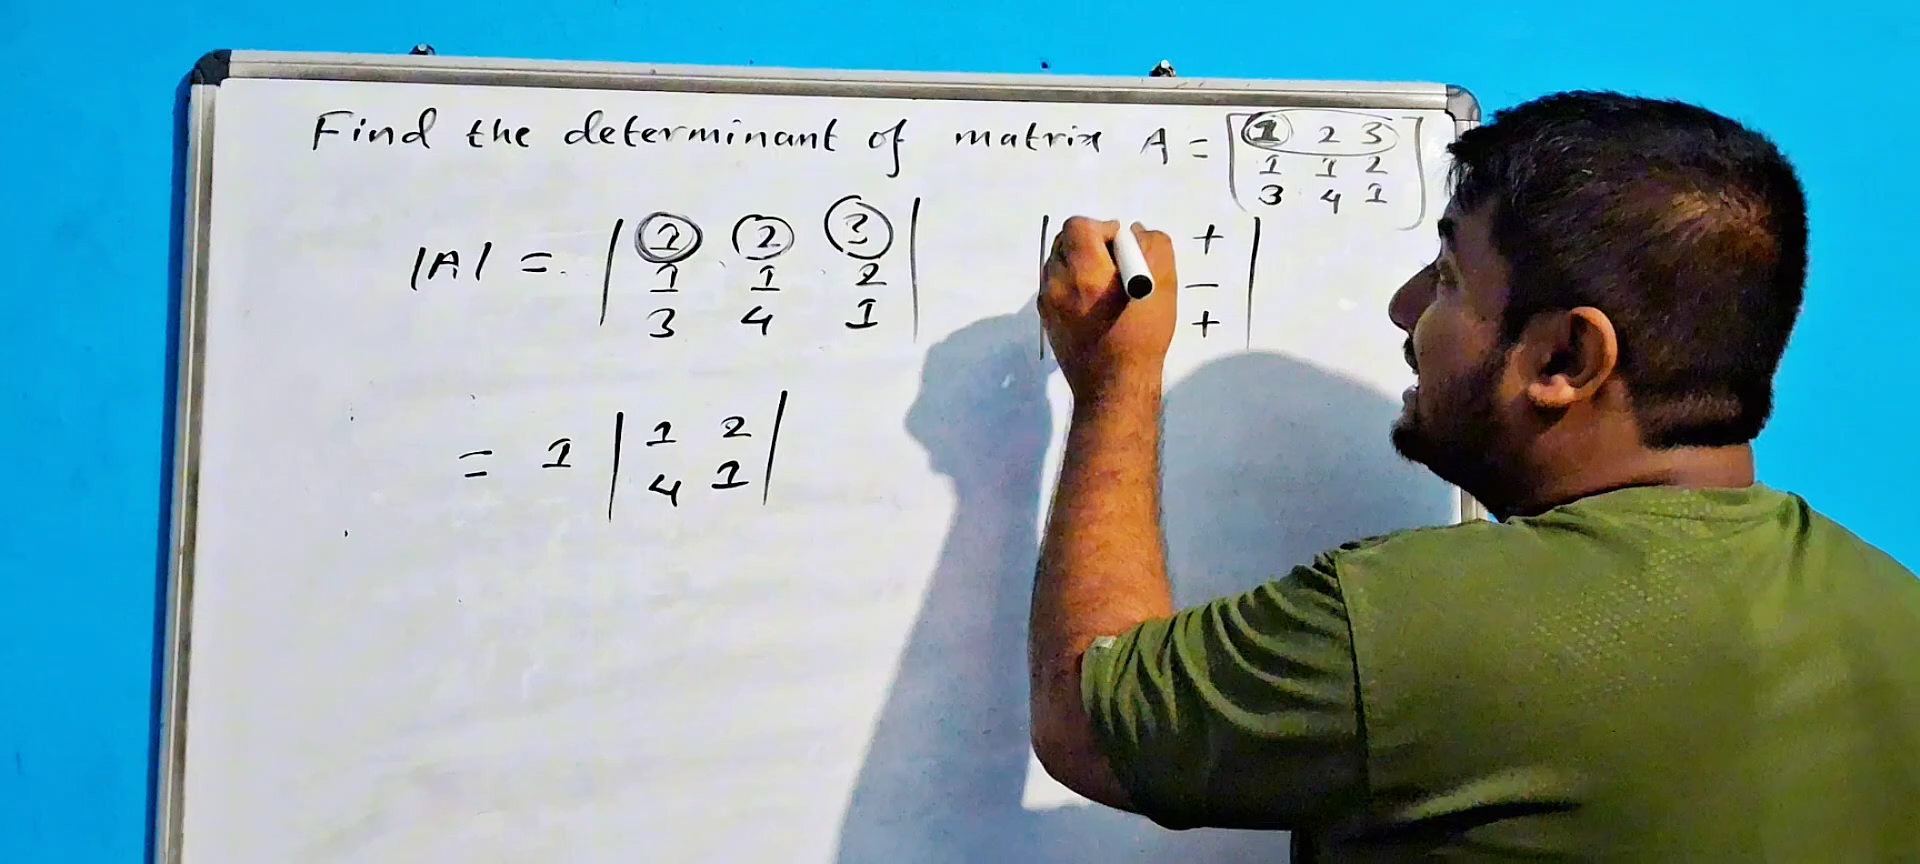 Find the determinant of matrix A = [1 2 3
1 1 2
3 4 1]
|A| = |1 2 3| | +|
1 1 2 −
3 4 1 +
= 1 |1 2|
4 1